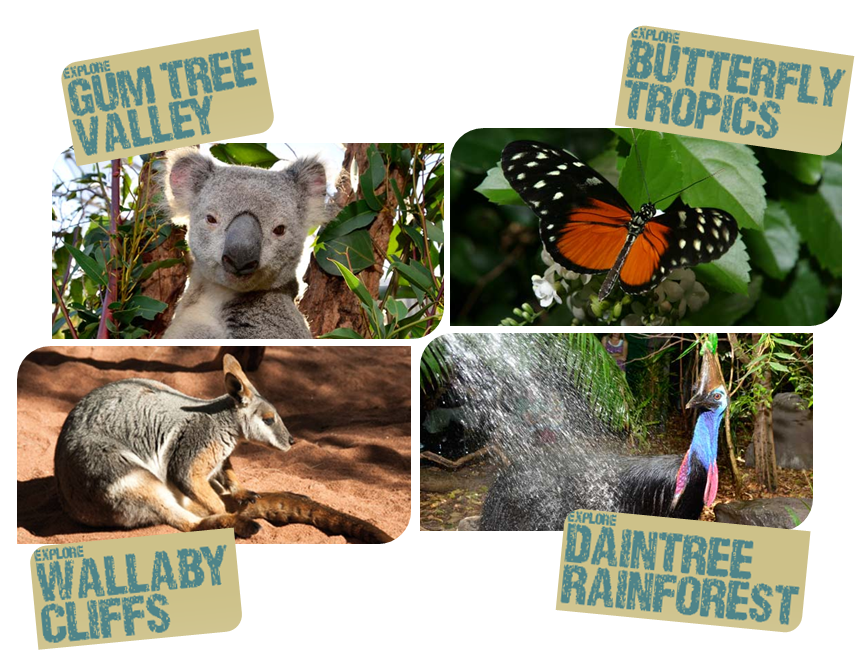 EXPLORE
GUM TREE
VALLEY
EXPLORE
BUTTERFLY
TROPICS
EXPLORE
WALLABY
CLIFFS
EXPLORE
DAINTREE
RAINFOREST